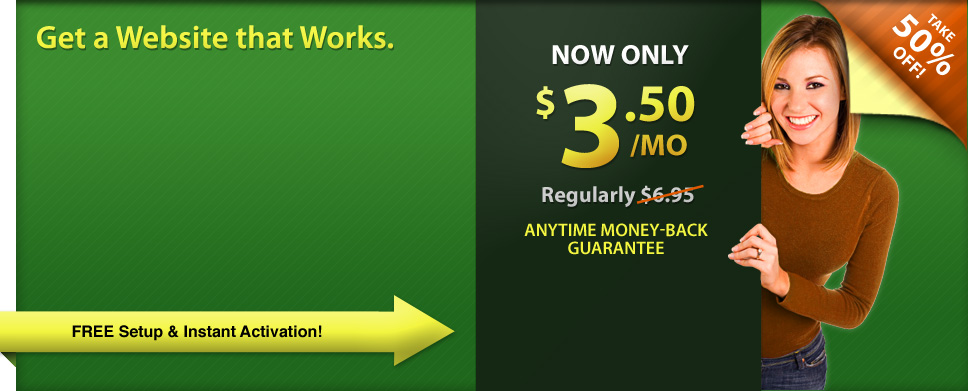 Get a Website that Works.
NOW ONLY
$3.50
/MO
Regularly $6.95
ANYTIME MONEY-BACK
GUARANTEE
TAKE
50%
OFF!
FREE Setup & Instant Activation!